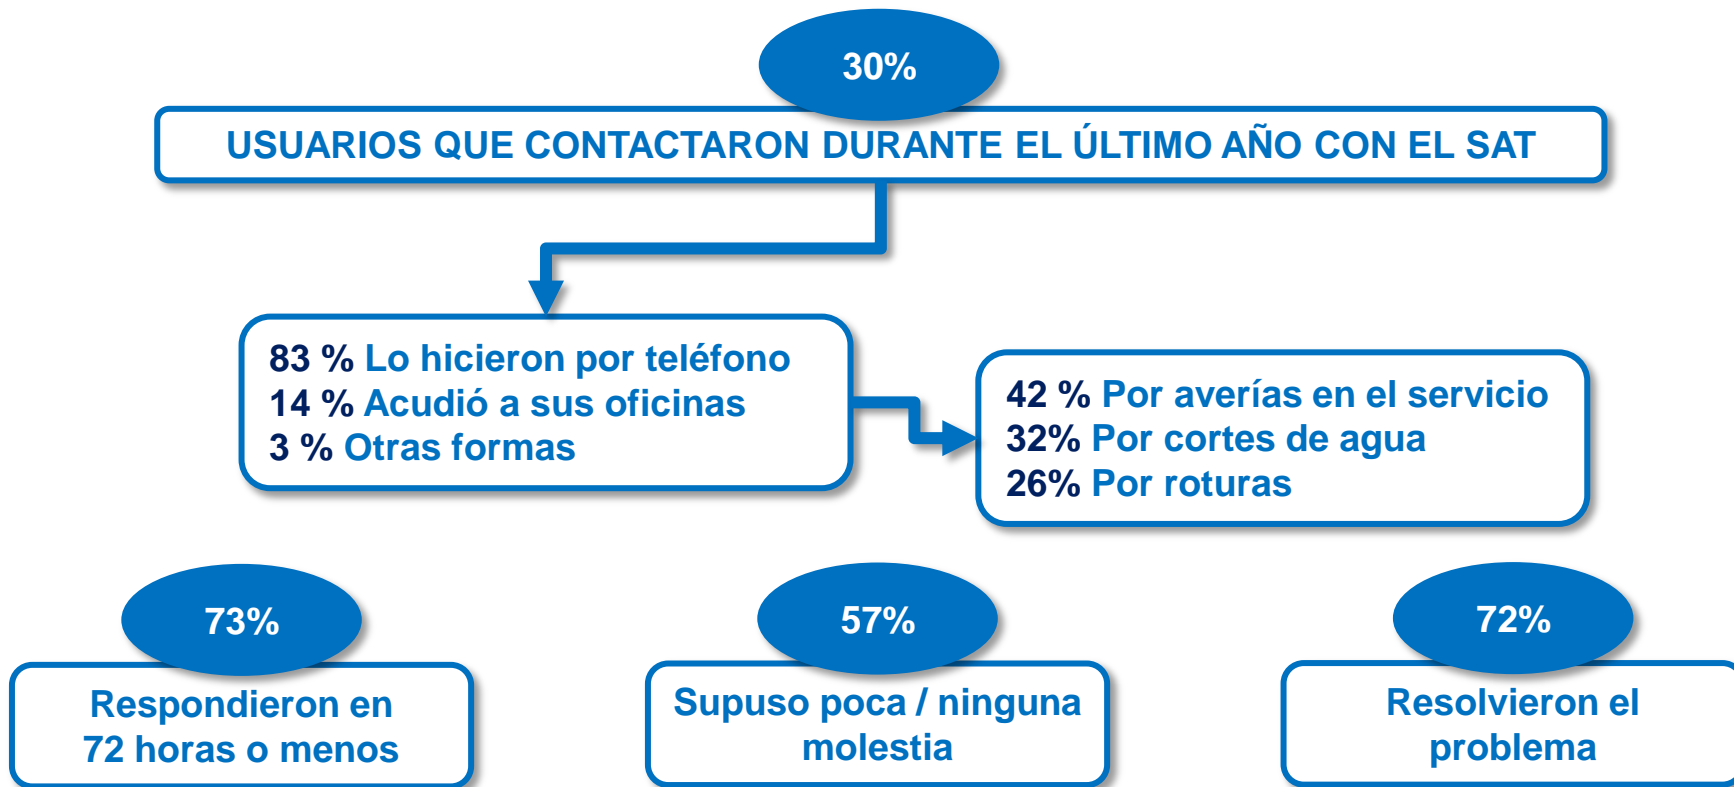 30%
USUARIOS QUE CONTACTARON DURANTE EL ÚLTIMO AÑO CON EL SAT
83 % Lo hicieron por teléfono
14 % Acudió a sus oficinas
3 % Otras formas
42 % Por averías en el servicio
32% Por cortes de agua
26% Por roturas
73%
Respondieron en
72 horas o menos
57%
Supuso poca / ninguna
molestia
72%
Resolvieron el
problema